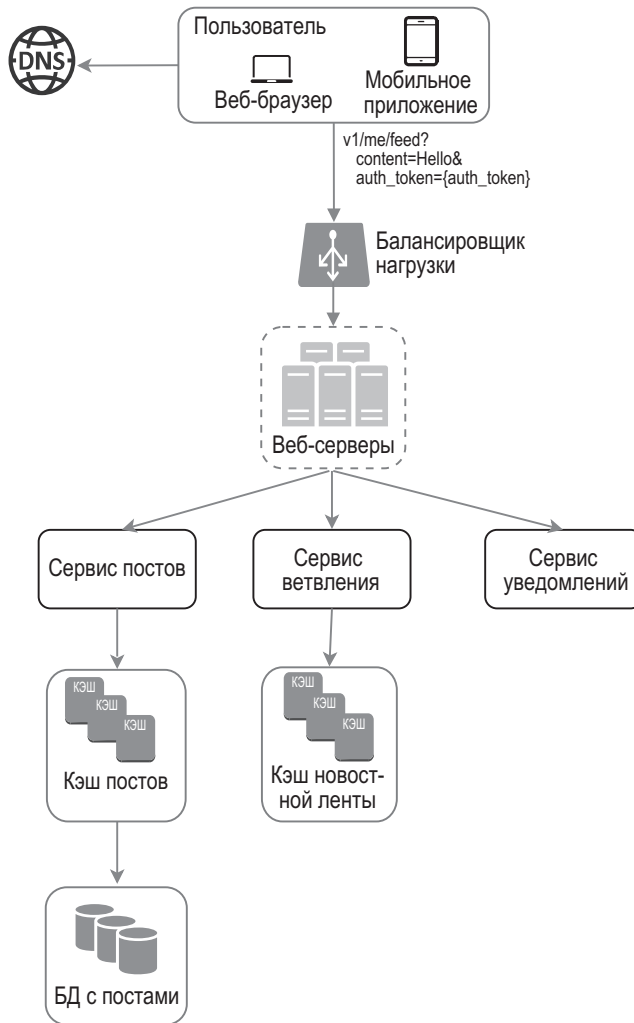 Пользователь
DNS
Веб-браузер
Мобильное
приложение
v1/me/feed?
content=Hello&
auth_token={auth_token}
Балансировщик
нагрузки
Веб-серверы
Сервис постов
Сервис
ветвления
Сервис
уведомлений
КЭШ
КЭШ
КЭШ
Кэш постов
КЭШ
КЭШ
КЭШ
Кэш новост-
ной ленты
БД с постами